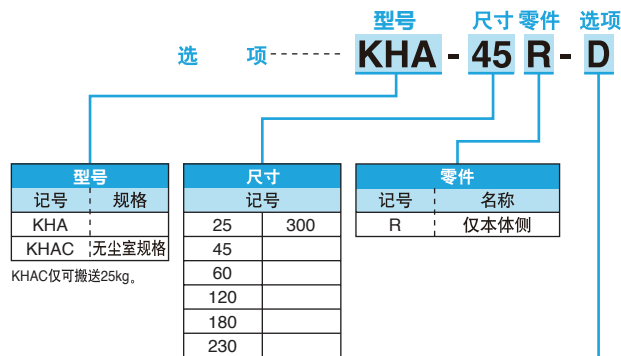 型号 尺寸 零件 选项
选 项 KHA - 45 R - D
型号 尺寸 零件
记号 规格 记号 记号 名称
KHA 25 300 R 仅本体侧
KHAC 无尘室规格 45
KHAC仅可搬送25kg。 60
120
180
230